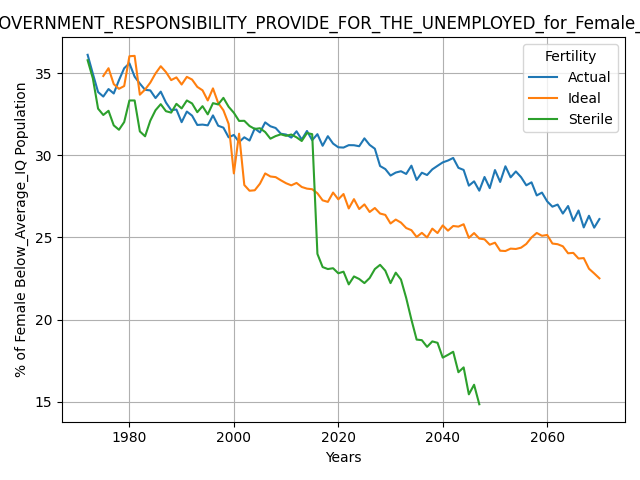 OVERNMENT_RESPONSIBILITY_PROVIDE_FOR_THE_UNEMPLOYED_for_Female_
Fertility
Actual
Ideal
Sterile
% of Female Below_Average_IQ Population
35
30
25
20
15
1980 2000 2020 2040 2060
Years